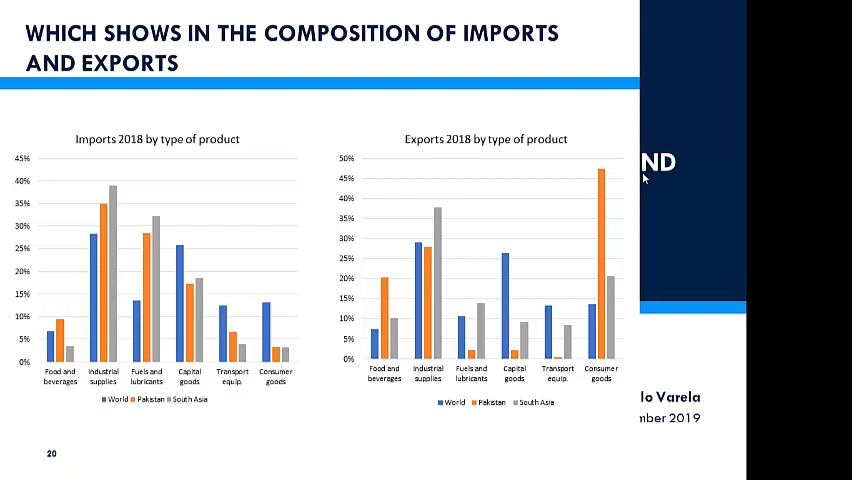 WHICH SHOWS IN THE COMPOSITION OF IMPORTS
AND EXPORTS
Imports 2018 by type of product
45%
40%
35%
30%
25%
20%
15%
10%
5%
0%
Food and beverages
Industrial supplies
Fuels and lubricants
Capital goods
Transport equip.
Consumer goods
World Pakistan South Asia
Exports 2018 by type of product
50%
45%
40%
35%
30%
25%
20%
15%
10%
5%
0%
Food and beverages
Industrial supplies
Fuels and lubricants
Capital goods
Transport equip.
Consumer goods
World Pakistan South Asia
20
ND
lo Varela
mber 2019